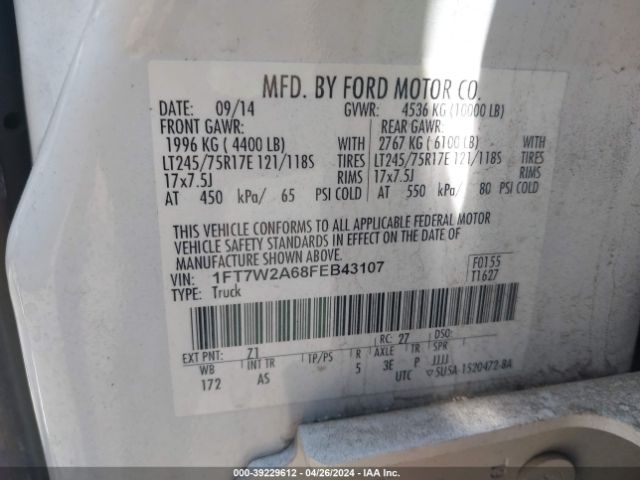 MFD. BY FORD MOTOR CO.
DATE: 09/14 GVWR: 4536 KG (10000 LB)
FRONT GAWR: REAR GAWR:
1996 KG ( 4400 LB) WITH 2767 KG ( 6100 LB) WITH
LT245/75R17E 121/118S TIRES LT245/75R17E 121/118S TIRES
17x7.5J RIMS 17x7.5J RIMS
AT 450 kPa/ 65 PSI COLD AT 550 kPa/ 80 PSI COLD
THIS VEHICLE CONFORMS TO ALL APPLICABLE FEDERAL MOTOR
VEHICLE SAFETY STANDARDS IN EFFECT ON THE DATE OF
MANUFACTURE SHOWN ABOVE.
VIN: 1FT7W2A68FEB43107 F0155
TYPE: Truck T1627
EXT PNT: Z1 RC: 27 DSO:
WB INT TR TP/PS R AXLE TR SPR
172 AS 5 3E P JJJJ
UTC 5U5A-1520472-BA
000-39229612 - 04/26/2024 - IAA Inc.